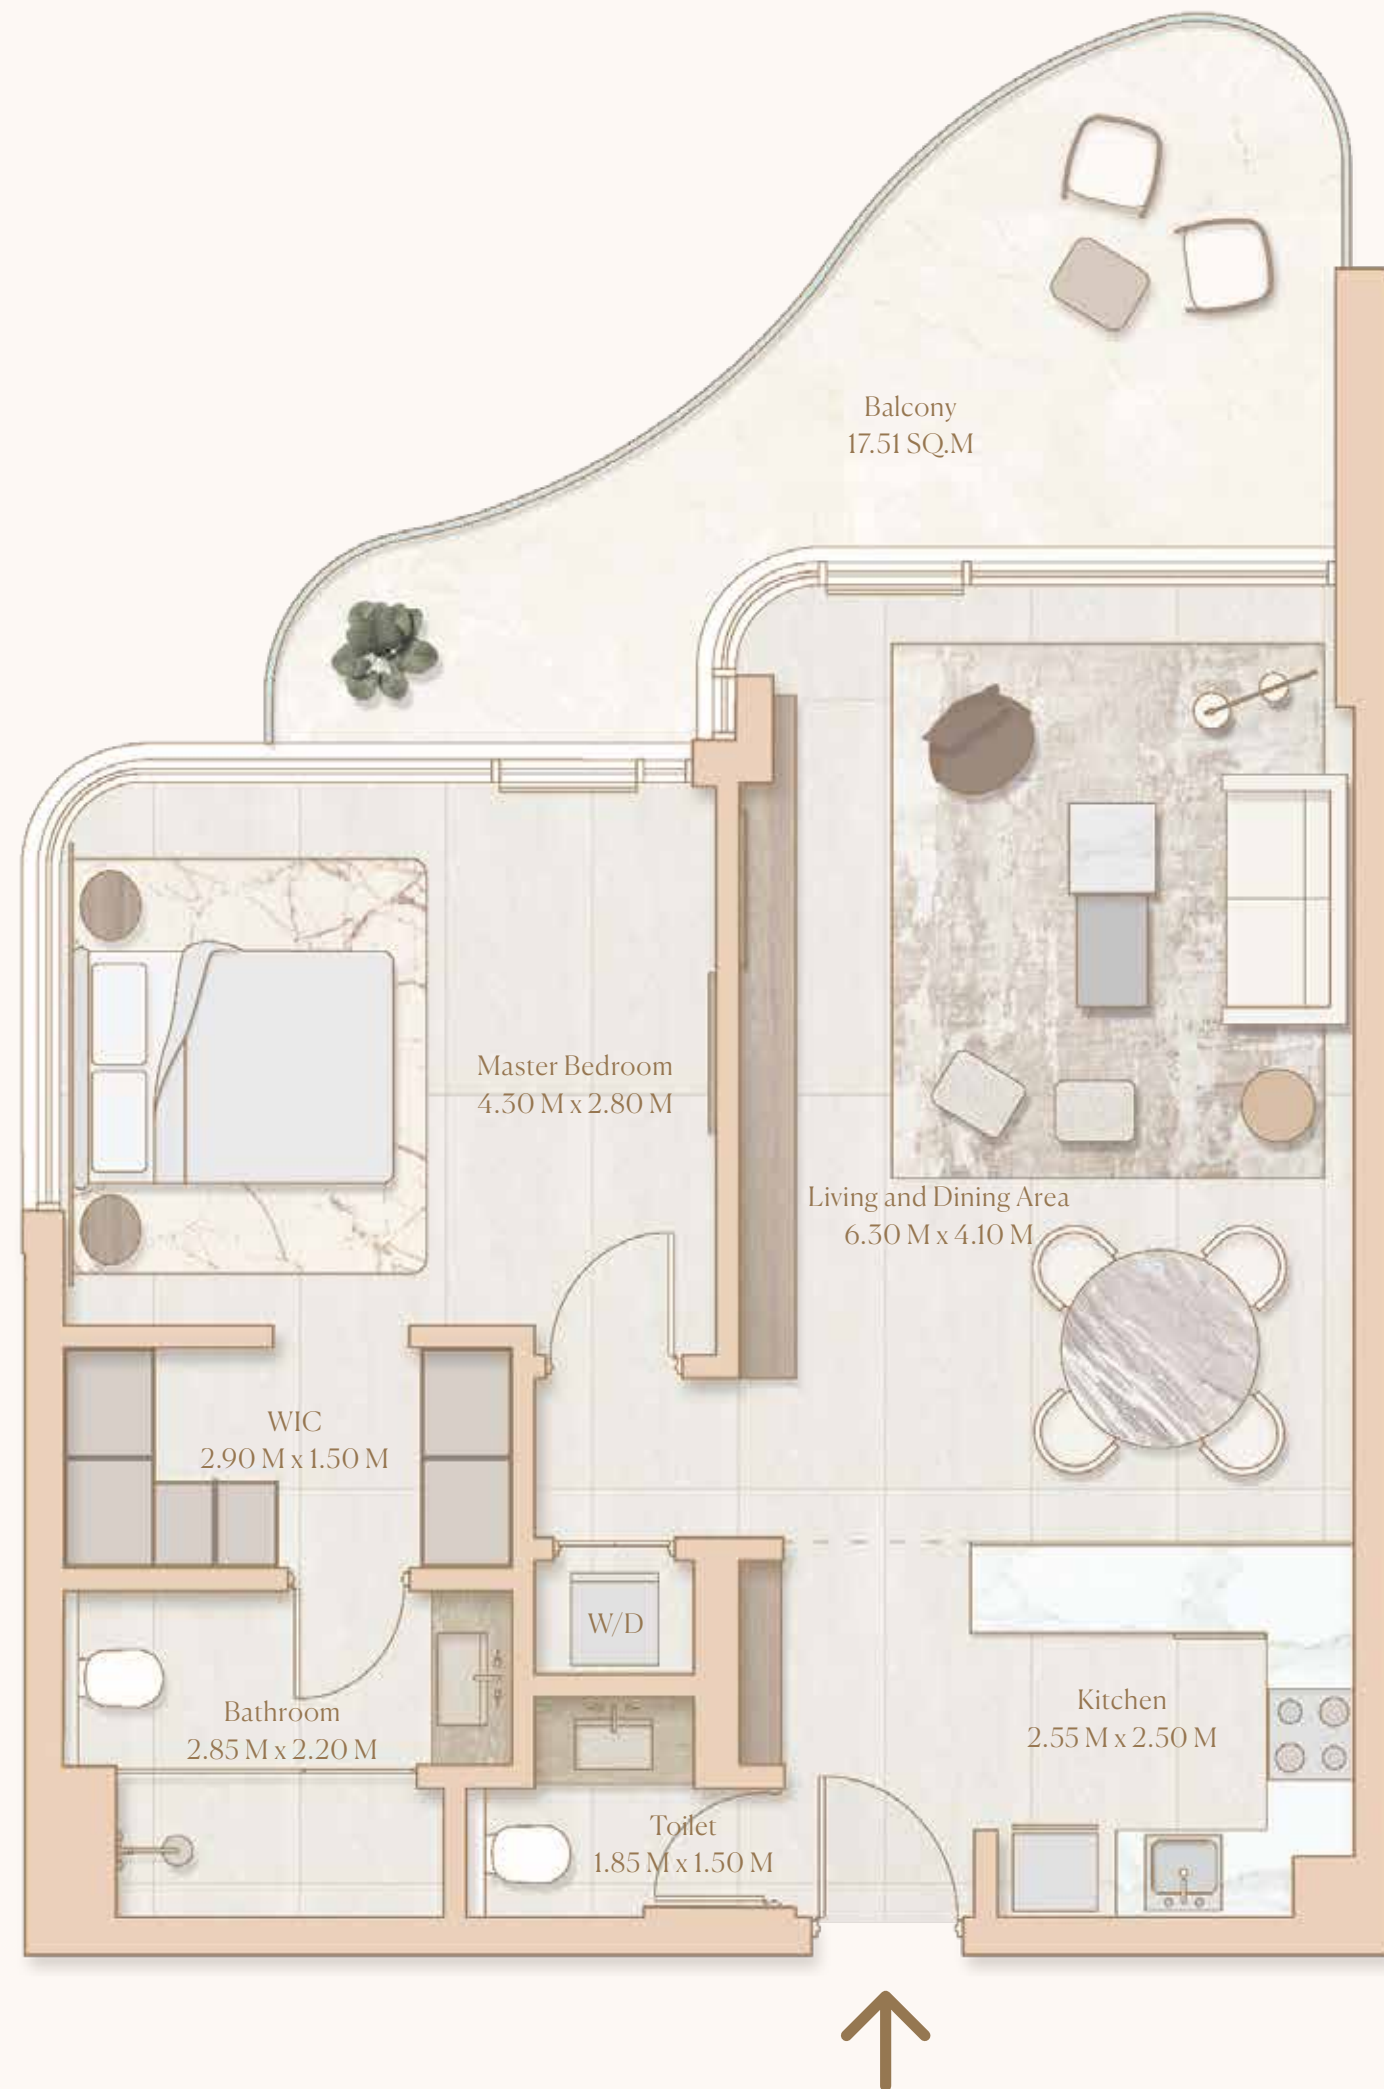 Balcony
17.51 SQ.M
Master Bedroom
4.30 M x 2.80 M
Living and Dining Area
6.30 M x 4.10 M
WIC
2.90 M x 1.50 M
W/D
Bathroom
2.85 M x 2.20 M
Kitchen
2.55 M x 2.50 M
Toilet
1.85 M x 1.50 M